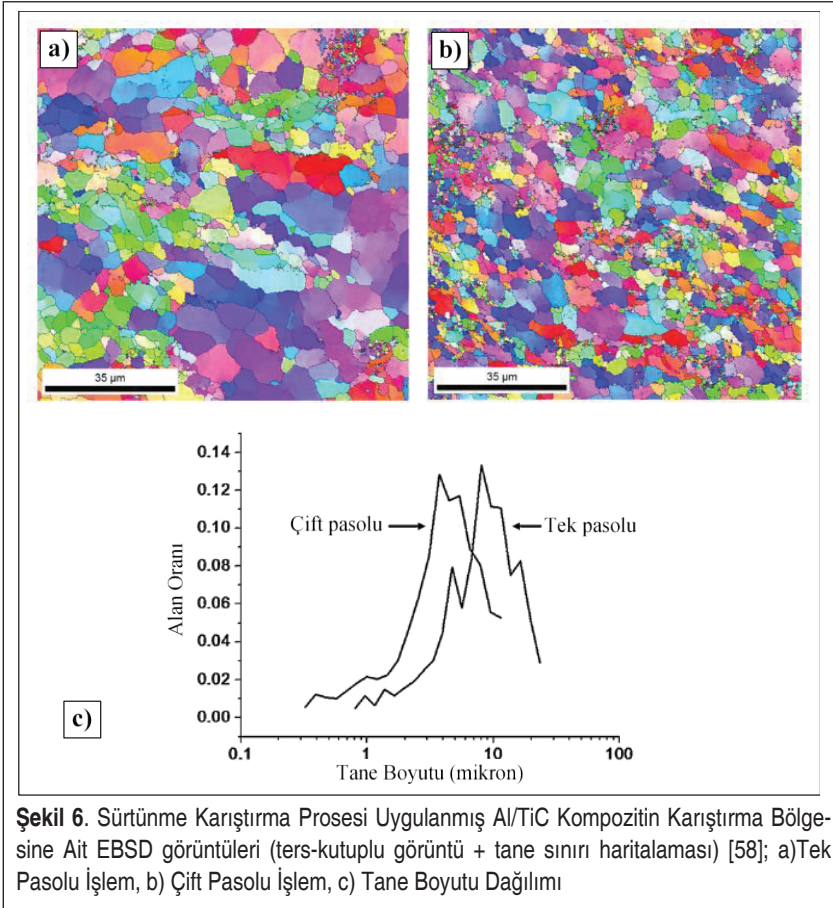 a)
b)
35 µm
35 µm
0.14
0.12
0.10
0.08
0.06
0.04
0.02
0.00
Alan Oranı
Çift pasolu
Tek pasolu
c)
0.1
1
10
100
Tane Boyutu (mikron)
Şekil 6. Sürtünme Karıştırma Prosesi Uygulanmış Al/TiC Kompozitin Karıştırma Bölge-
sine Ait EBSD görüntüleri (ters-kutuplu görüntü + tane sınırı haritalaması) [58]; a)Tek
Pasolu İşlem, b) Çift Pasolu İşlem, c) Tane Boyutu Dağılımı